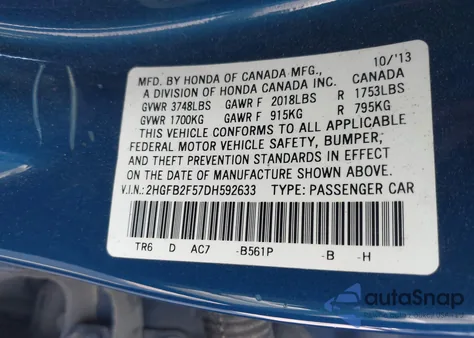 10/'13
MFD. BY HONDA OF CANADA MFG., CANADA
A DIVISION OF HONDA CANADA INC.
GVWR 3748LBS GAWR F 2018LBS R 1753LBS
GVWR 1700KG GAWR F 915KG R 795KG
THIS VEHICLE CONFORMS TO ALL APPLICABLE
FEDERAL MOTOR VEHICLE SAFETY, BUMPER,
AND THEFT PREVENTION STANDARDS IN EFFECT
ON THE DATE OF MANUFACTURE SHOWN ABOVE.
V.I.N.: 2HGFB2F57DH592633 TYPE: PASSENGER CAR
TR6 D AC7 -B561P -B -H
autoSnap